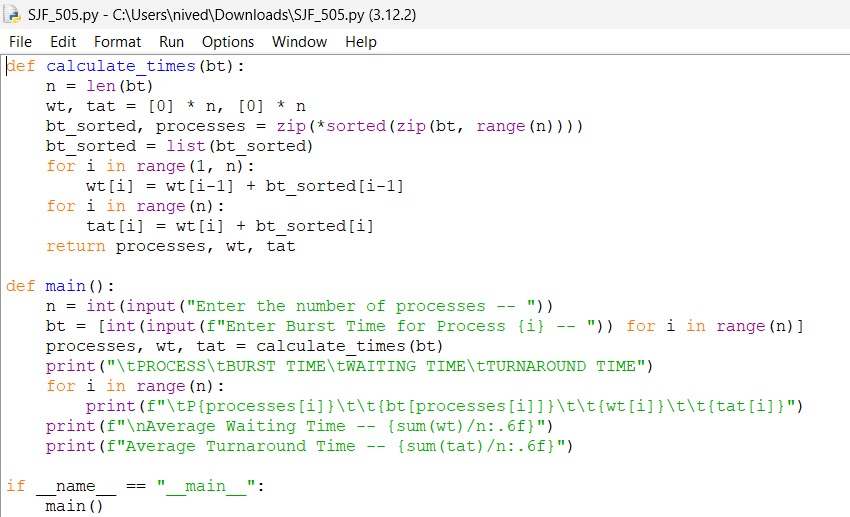 SJF_505.py - C:\Users\nived\Downloads\SJF_505.py (3.12.2)
File Edit Format Run Options Window Help
def calculate_times(bt):
    n = len(bt)
    wt, tat = [0] * n, [0] * n
    bt_sorted, processes = zip(*sorted(zip(bt, range(n))))
    bt_sorted = list(bt_sorted)
    for i in range(1, n):
        wt[i] = wt[i-1] + bt_sorted[i-1]
    for i in range(n):
        tat[i] = wt[i] + bt_sorted[i]
    return processes, wt, tat

def main():
    n = int(input("Enter the number of processes -- "))
    bt = [int(input(f"Enter Burst Time for Process {i} -- ")) for i in range(n)]
    processes, wt, tat = calculate_times(bt)
    print("\tPROCESS\tBURST TIME\tWAITING TIME\tTURNAROUND TIME")
    for i in range(n):
        print(f"\tP{processes[i]}\t\t{bt[processes[i]]}\t\t{wt[i]}\t\t{tat[i]}")
    print(f"\nAverage Waiting Time -- {sum(wt)/n:.6f}")
    print(f"Average Turnaround Time -- {sum(tat)/n:.6f}")

if __name__ == "__main__":
    main()